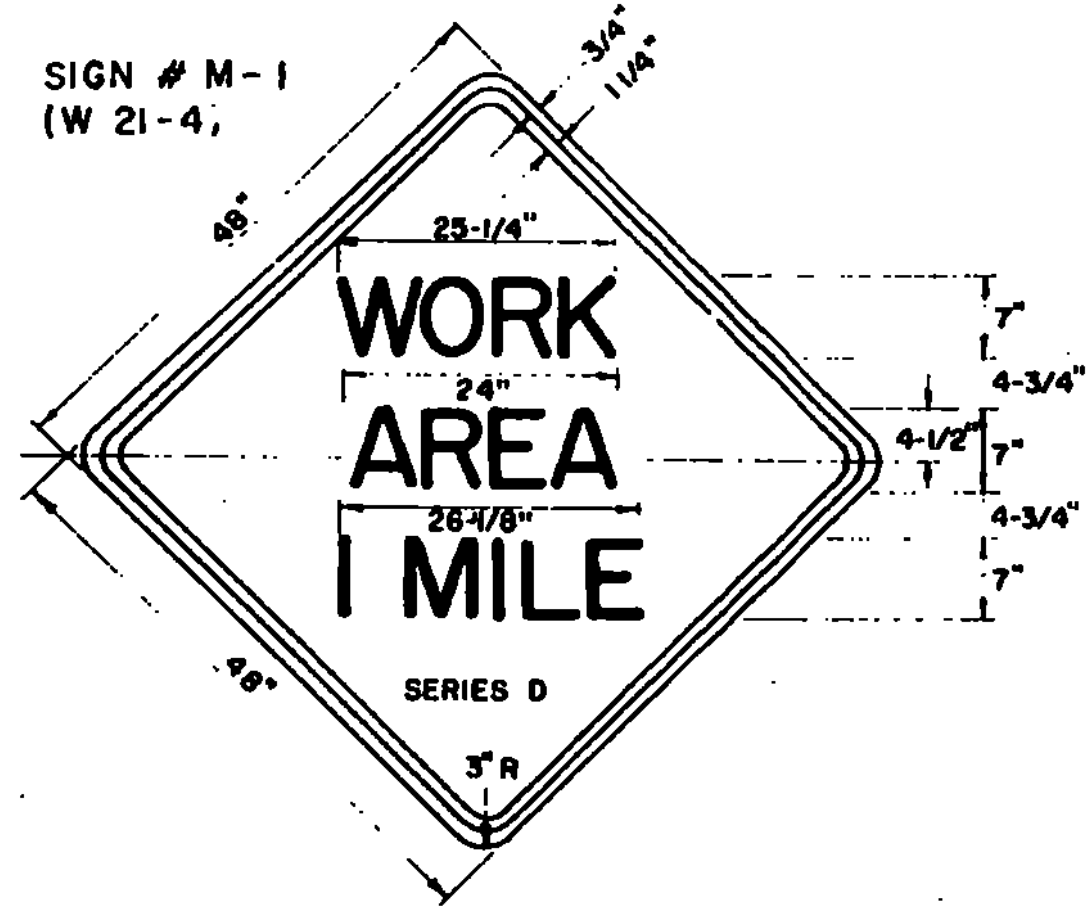 SIGN # M-1
(W 21-4,
3/4"
1 1/4"
48"
25-1/4"
WORK
7"
4-3/4"
24"
AREA
4-1/2"
7"
4-3/4"
26-1/8"
1 MILE
7"
48"
SERIES D
3" R